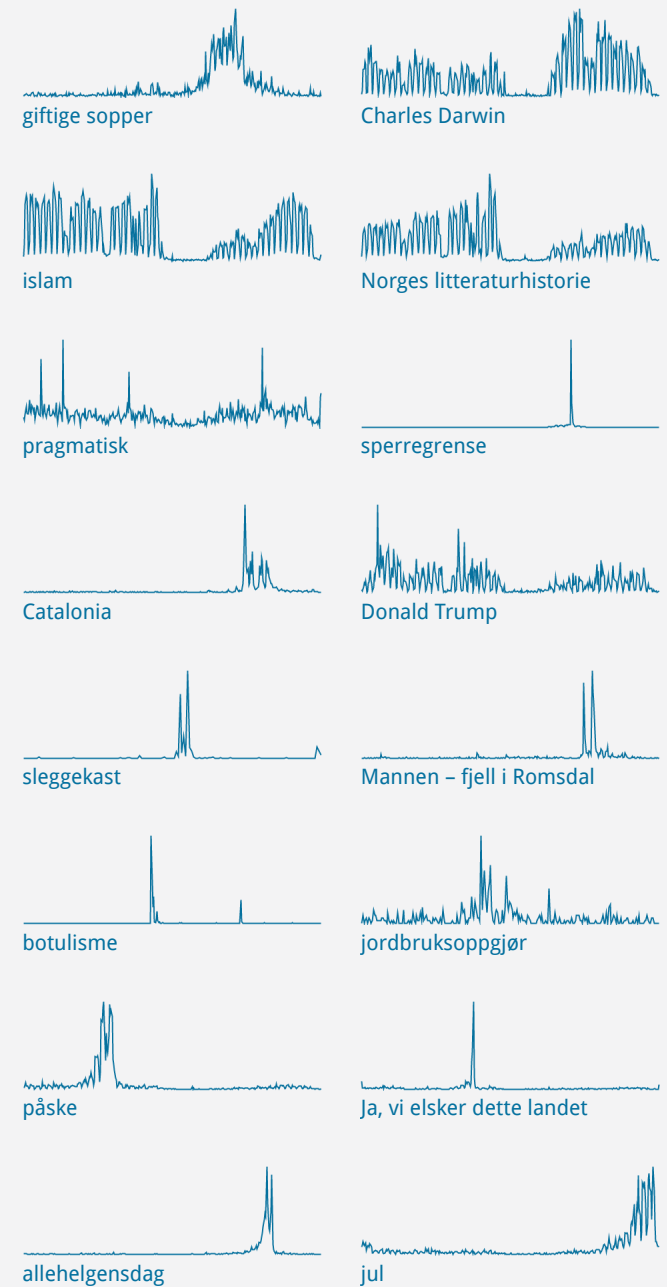 giftige sopper
Charles Darwin
islam
Norges litteraturhistorie
pragmatisk
sperregrense
Catalonia
Donald Trump
sleggekast
Mannen – fjell i Romsdal
botulisme
jordbruksoppgjør
påske
Ja, vi elsker dette landet
allehelgensdag
jul